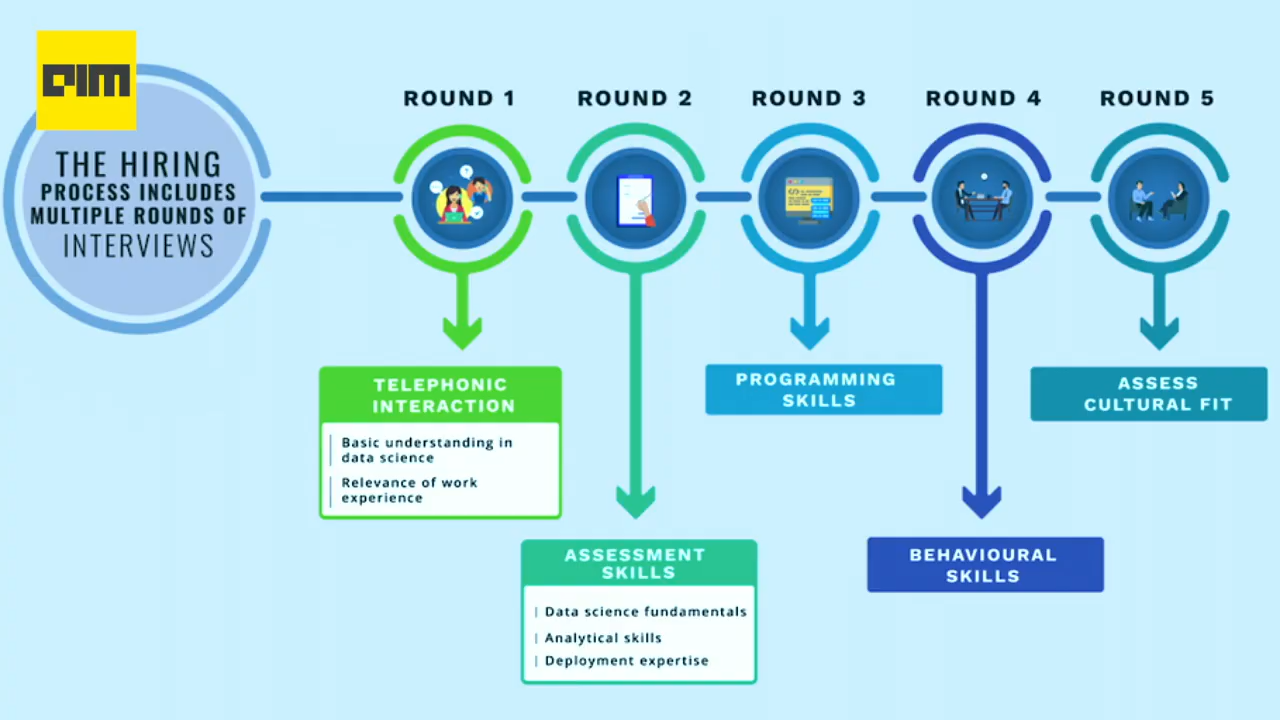 AIM
THE HIRING
PROCESS INCLUDES
MULTIPLE ROUNDS OF
INTERVIEWS
ROUND 1
ROUND 2
ROUND 3
ROUND 4
ROUND 5
TELEPHONIC
INTERACTION
Basic understanding in
data science
Relevance of work
experience
ASSESSMENT
SKILLS
Data science fundamentals
Analytical skills
Deployment expertise
PROGRAMMING
SKILLS
BEHAVIOURAL
SKILLS
ASSESS
CULTURAL FIT